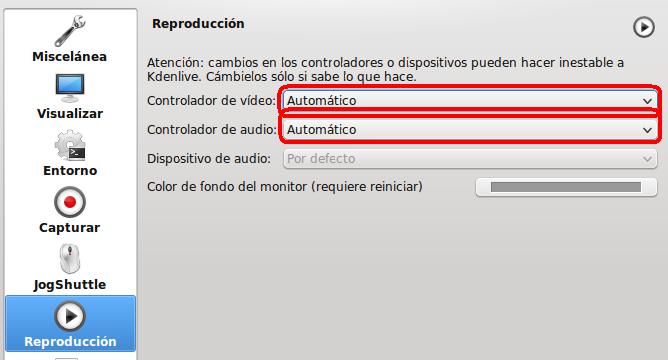 Reproducción
Miscelánea
Visualizar
Entorno
Capturar
JogShuttle
Reproducción
Atención: cambios en los controladores o dispositivos pueden hacer inestable a
Kdenlive. Cámbielos sólo si sabe lo que hace.
Controlador de vídeo: Automático
Controlador de audio: Automático
Dispositivo de audio: Por defecto
Color de fondo del monitor (requiere reiniciar)